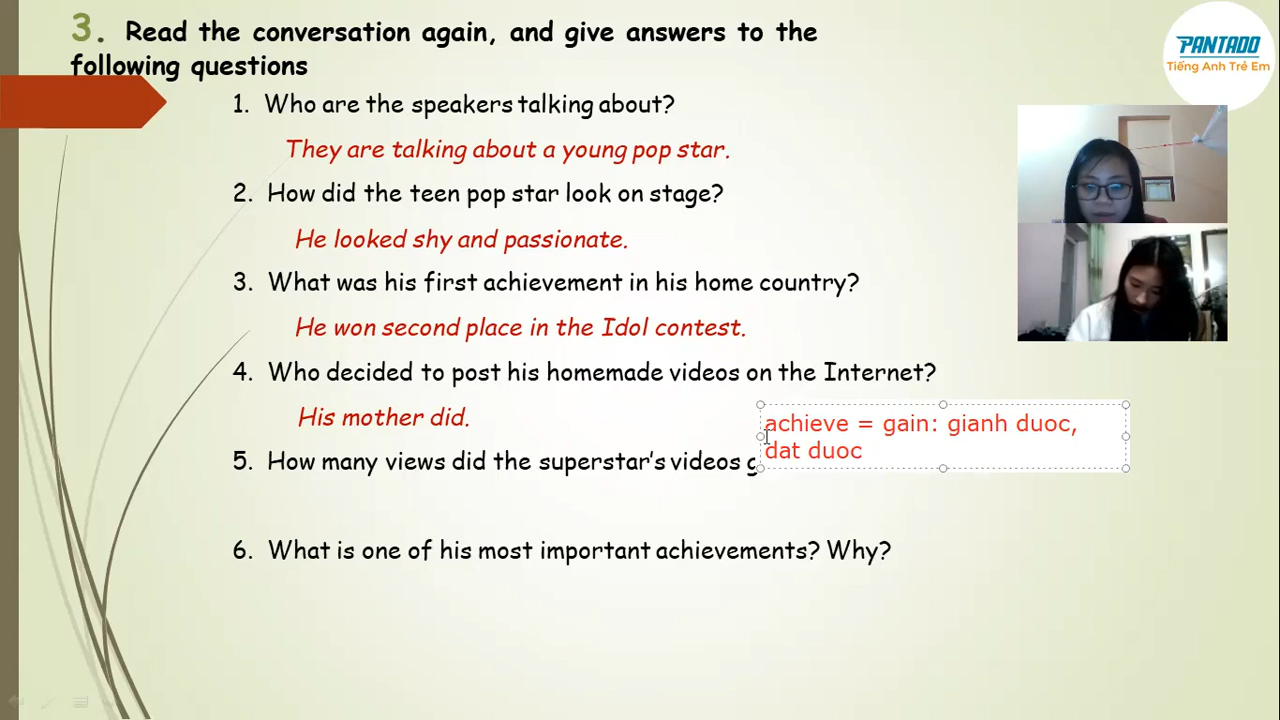 3. Read the conversation again, and give answers to the
following questions
PANTADO
Tiếng Anh Trẻ Em
1. Who are the speakers talking about?
They are talking about a young pop star.
2. How did the teen pop star look on stage?
He looked shy and passionate.
3. What was his first achievement in his home country?
He won second place in the Idol contest.
4. Who decided to post his homemade videos on the Internet?
His mother did.
achieve = gain: gianh duoc,
dat duoc
5. How many views did the superstar's videos
6. What is one of his most important achievements? Why?